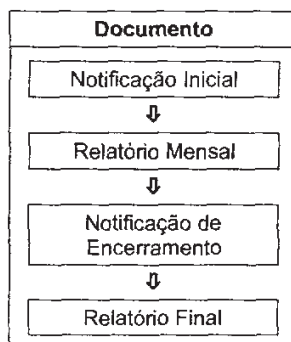 Documento
Notificação Inicial
Relatório Mensal
Notificação de
Encerramento
Relatório Final